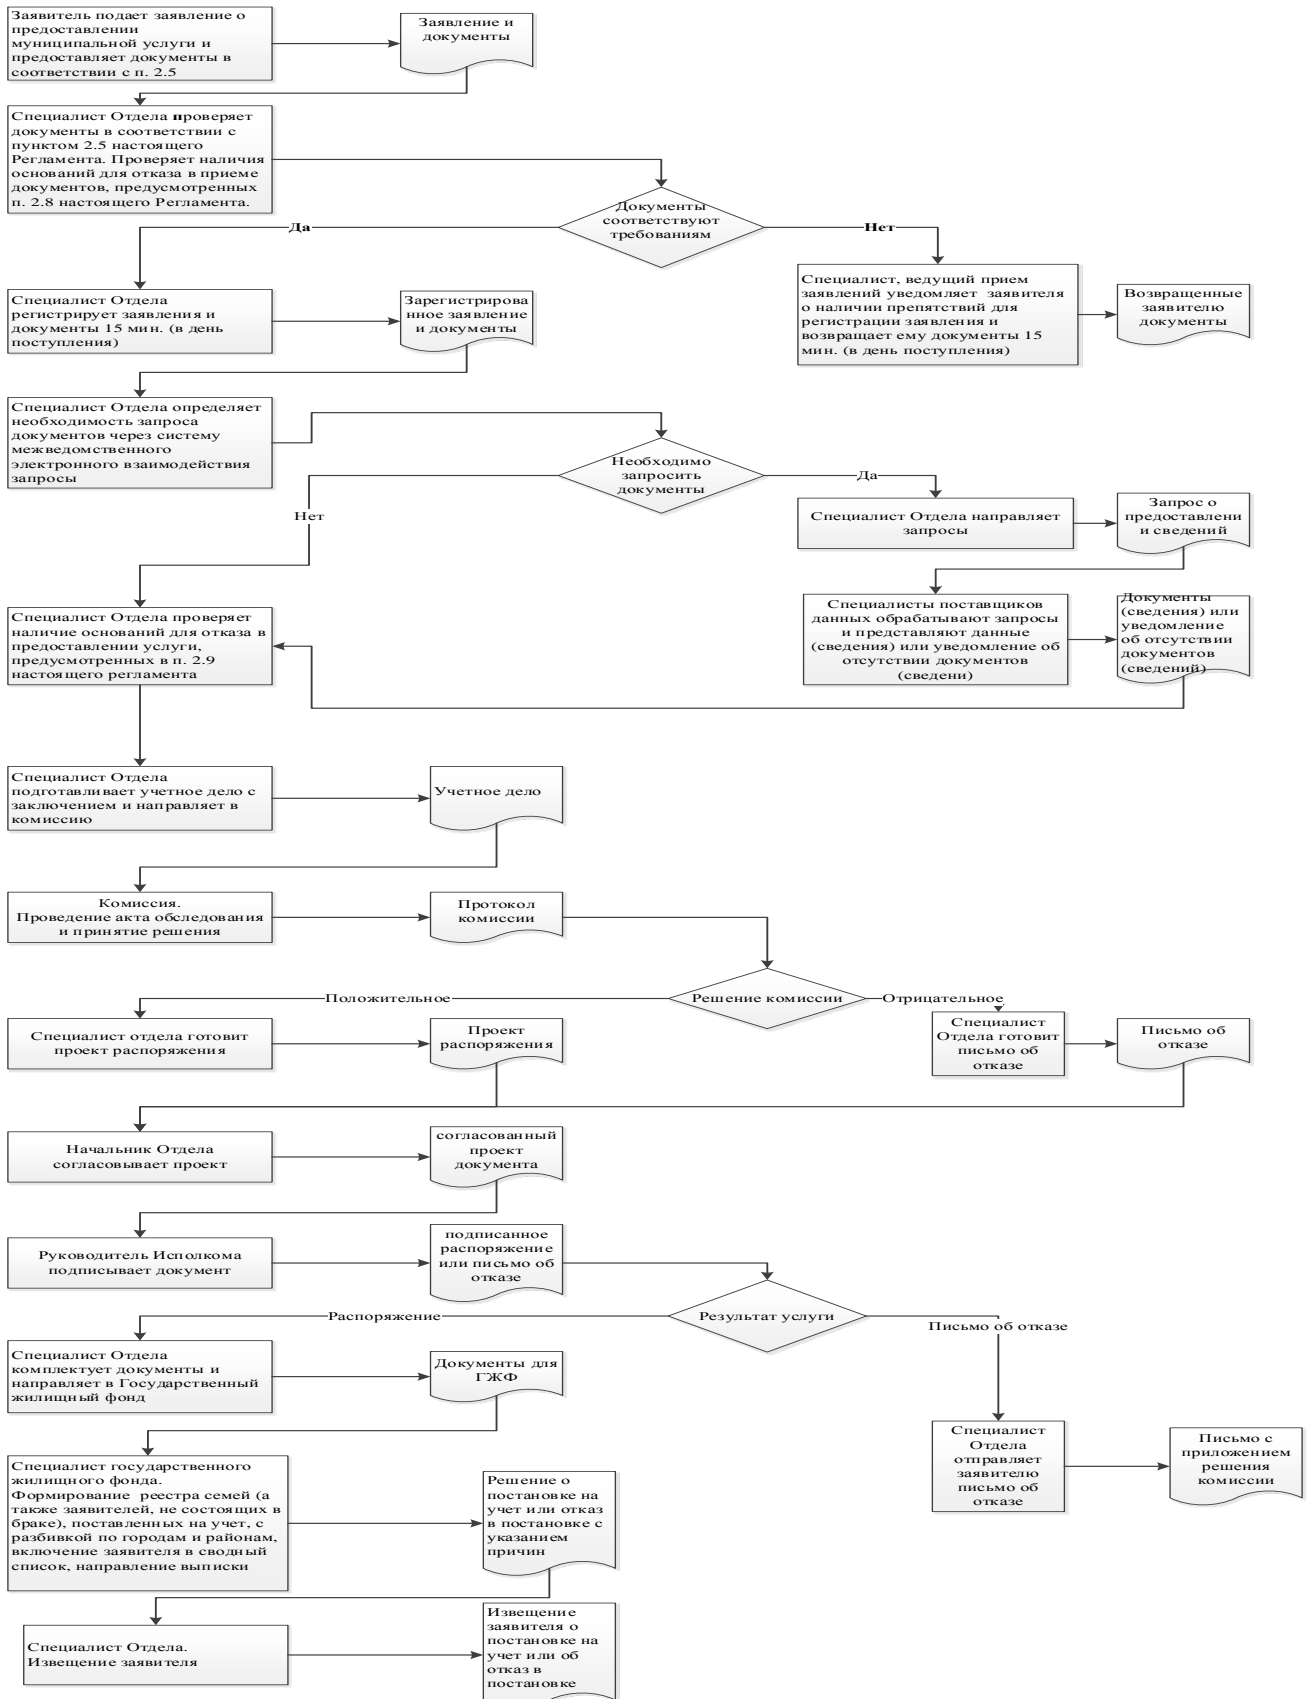 Заявитель подает заявление о
предоставлении
муниципальной услуги и
предоставляет документы в
соответствии с п. 2.5
Заявление и
документы
Специалист Отдела проверяет
документы в соответствии с
пунктом 2.5 настоящего
Регламента. Проверяет наличия
оснований для отказа в приеме
документов, предусмотренных
п. 2.8 настоящего Регламента.
Документы
соответствуют
требованиям
Да
Нет
Специалист Отдела
регистрирует заявления и
документы 15 мин. (в день
поступления)
Зарегистрирова
нное заявление
и документы
Специалист, ведущий прием
заявлений уведомляет заявителя
о наличии препятствий для
регистрации заявления и
возвращает ему документы 15
мин. (в день поступления)
Возвращенные
заявителю
документы
Специалист Отдела определяет
необходимость запроса
документов через систему
межведомственного
электронного взаимодействия
запросы
Необходимо
запросить
документы
Да
Нет
Специалист Отдела направляет
запросы
Запрос о
предоставлени
и сведений
Специалист Отдела проверяет
наличие оснований для отказа в
предоставлении услуги,
предусмотренных в п. 2.9
настоящего регламента
Специалисты поставщиков
данных обрабатывают запросы
и представляют данные
(сведения) или уведомление об
отсутствии документов
(сведени)
Документы
(сведения) или
уведомление
об отсутствии
документов
(сведений)
Специалист Отдела
подготавливает учетное дело с
заключением и направляет в
комиссию
Учетное дело
Комиссия.
Проведение акта обследования
и принятие решения
Протокол
комиссии
Решение комиссии
Положительное
Отрицательное
Специалист отдела готовит
проект распоряжения
Проект
распоряжения
Специалист
Отдела готовит
письмо об
отказе
Письмо об
отказе
Начальник Отдела
согласовывает проект
согласованный
проект
документа
Руководитель Исполкома
подписывает документ
подписанное
распоряжение
или письмо об
отказе
Результат услуги
Распоряжение
Письмо об отказе
Специалист Отдела
комплектует документы и
направляет в Государственный
жилищный фонд
Документы для
ГЖФ
Специалист
Отдела
отправляет
заявителю
письмо об
отказе
Письмо с
приложением
решения
комиссии
Специалист государственного
жилищного фонда.
Формирование реестра семей (а
также заявителей, не состоящих в
браке), поставленных на учет, с
разбивкой по городам и районам,
включение заявителя в сводный
список, направление выписки
Решение о
постановке на
учет или отказ
в постановке с
указанием
причин
Специалист Отдела.
Извещение заявителя
Извещение
заявителя о
постановке на
учет или об
отказ в
постановке